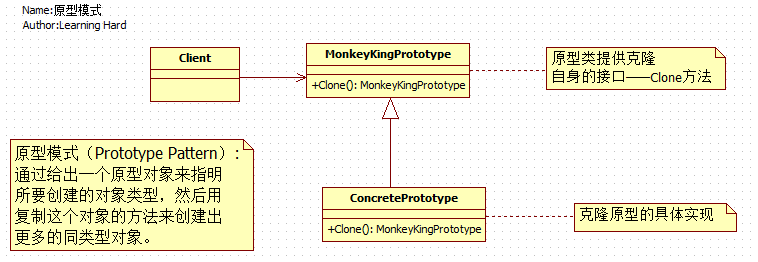 Name:原型模式
Author:Learning Hard
Client
MonkeyKingPrototype
+Clone(): MonkeyKingPrototype
原型类提供克隆
自身的接口——Clone方法
原型模式（Prototype Pattern）:
通过给出一个原型对象来指明
所要创建的对象类型，然后用
复制这个对象的方法来创建出
更多的同类型对象。
ConcretePrototype
+Clone(): MonkeyKingPrototype
克隆原型的具体实现